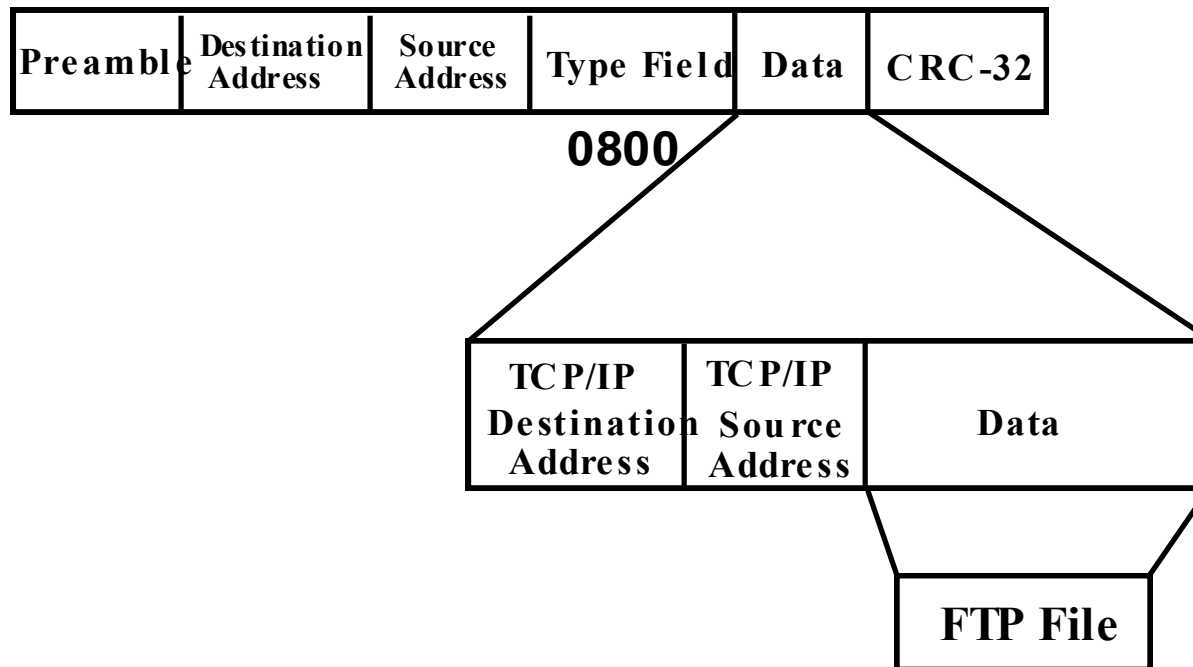 Preamble
Destination
Address
Source
Address
Type Field
Data
CRC-32
0800
TCP/IP
Destination
Address
TCP/IP
Source
Address
Data
FTP File